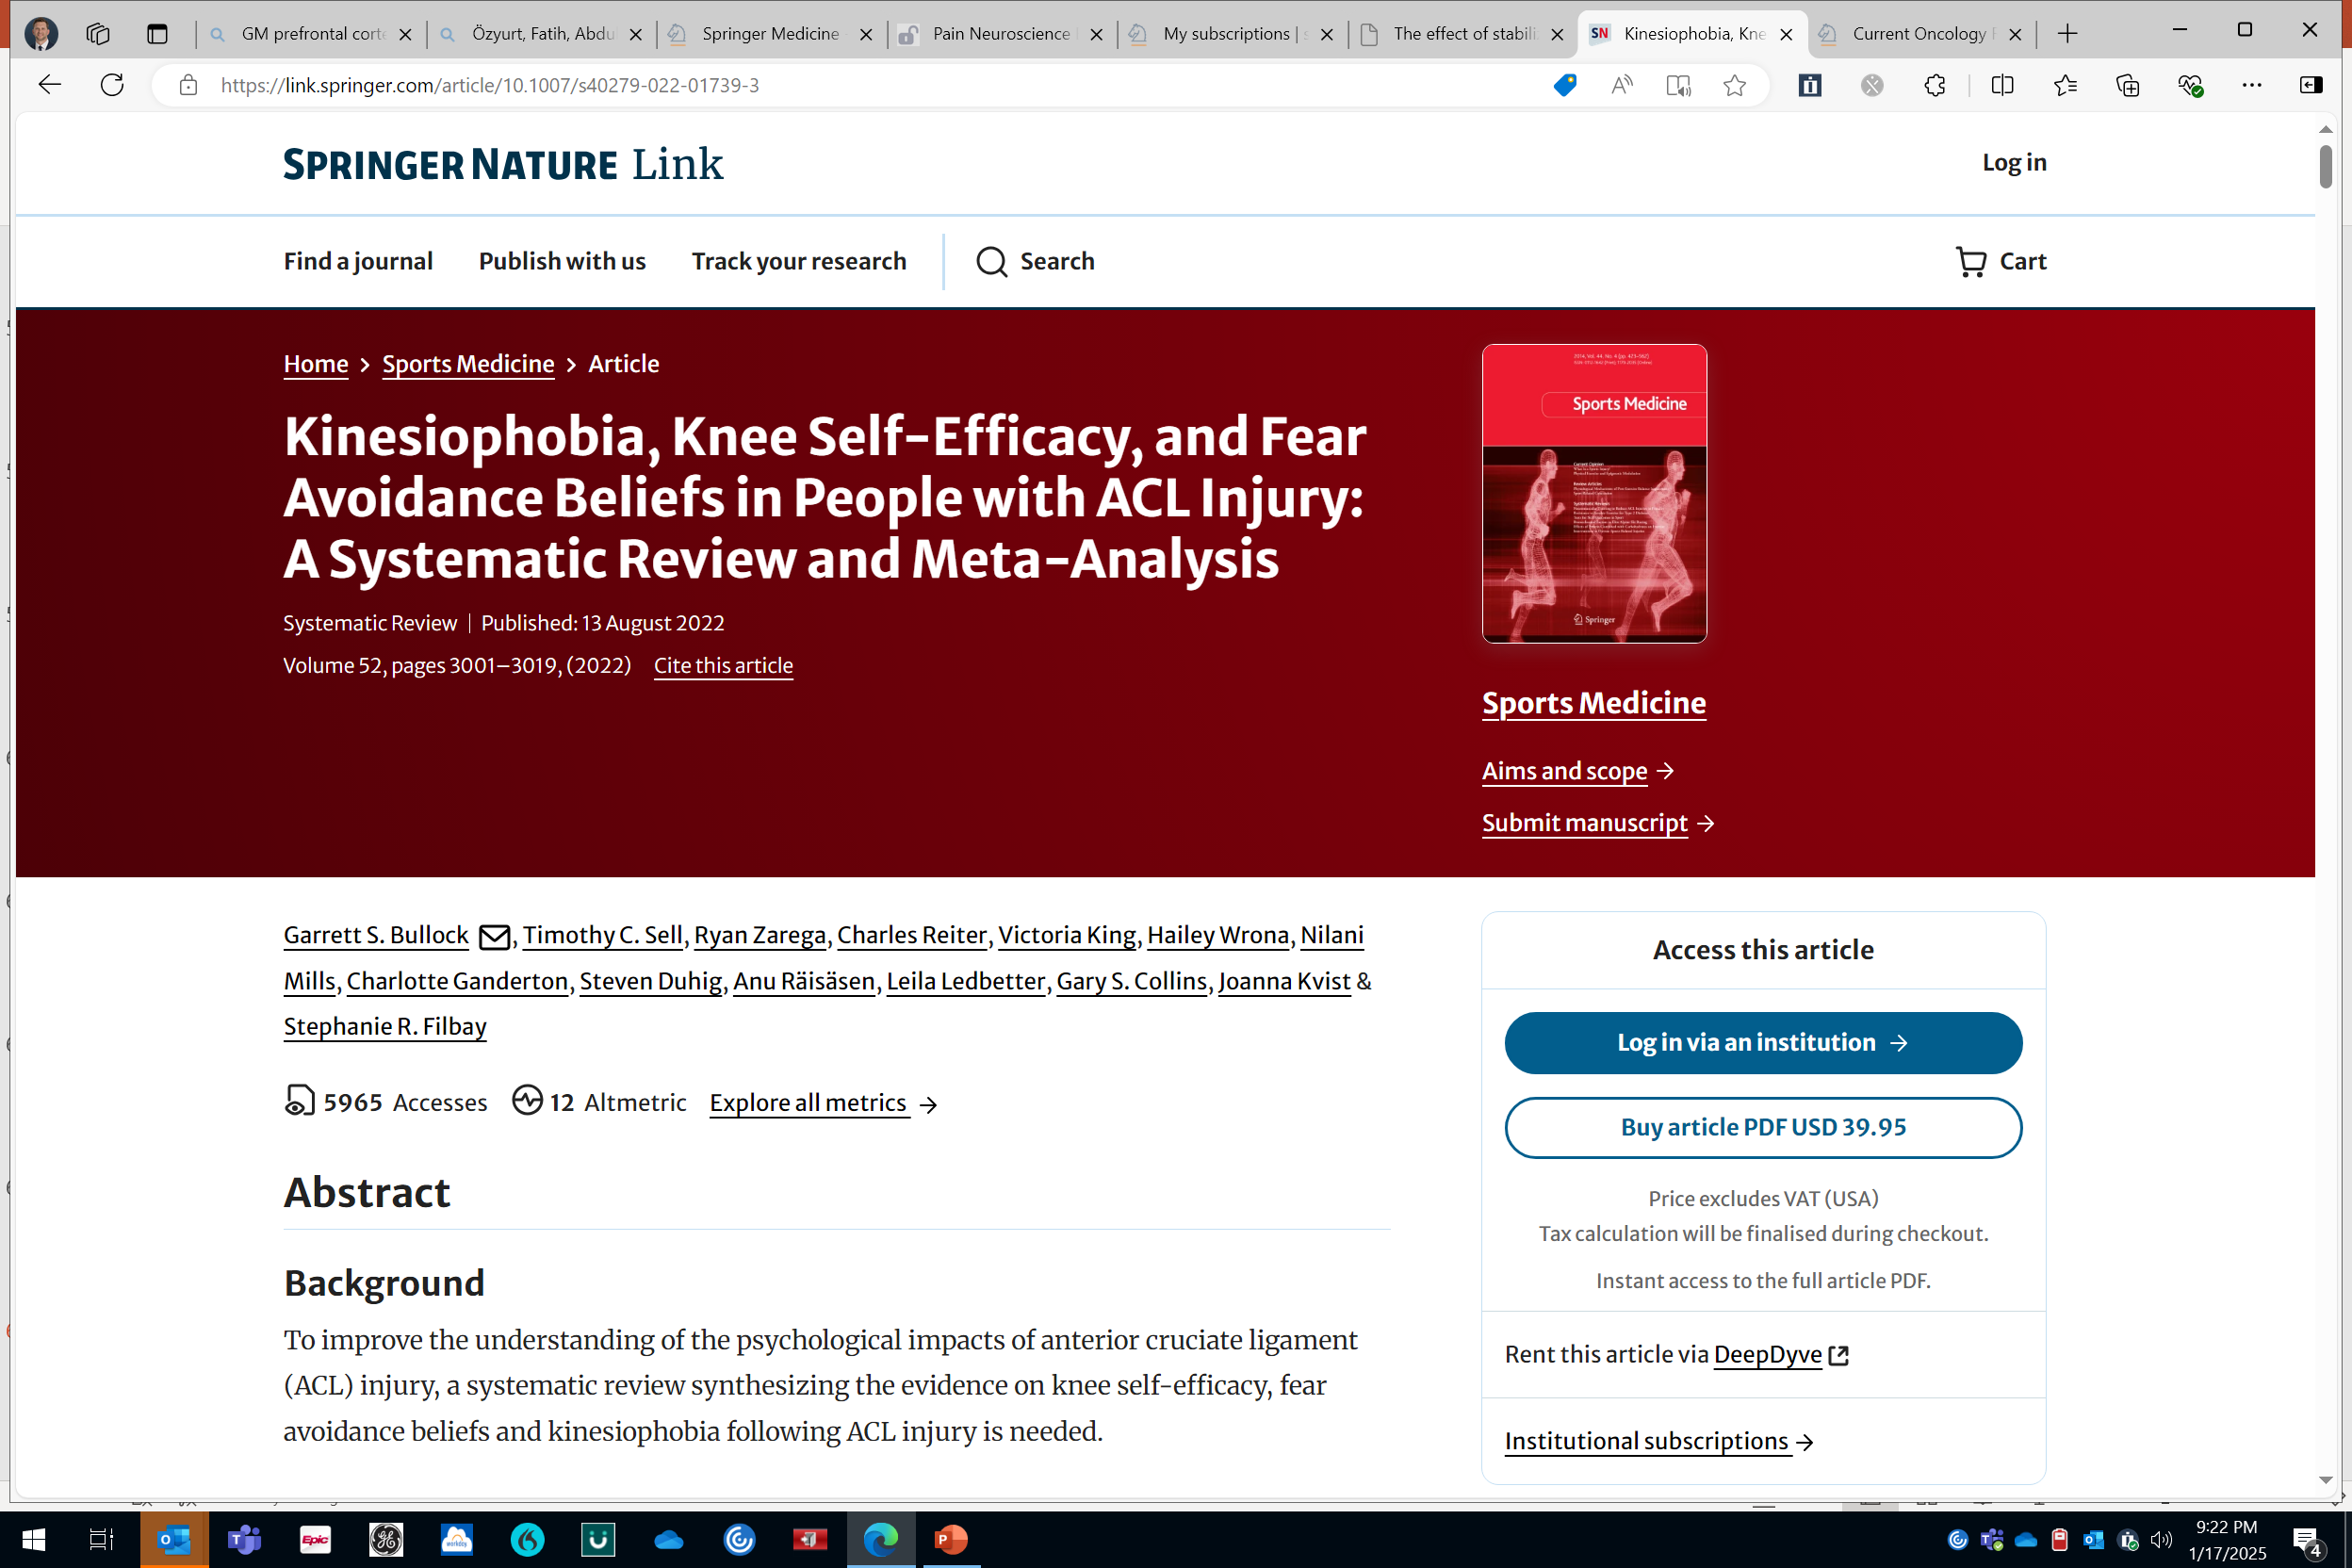 GM prefrontal corte
Özyurt, Fatih, Abdu
Springer Medicine
Pain Neuroscience
My subscriptions | s
The effect of stabili
SN Kinesiophobia, Kne
Current Oncology R
https://link.springer.com/article/10.1007/s40279-022-01739-3
SPRINGER NATURE Link
Log in
Find a journal
Publish with us
Track your research
Search
Cart
Home > Sports Medicine > Article
Kinesiophobia, Knee Self-Efficacy, and Fear
Avoidance Beliefs in People with ACL Injury:
A Systematic Review and Meta-Analysis
Systematic Review | Published: 13 August 2022
Volume 52, pages 3001–3019, (2022) Cite this article
Sports Medicine
Springer
Sports Medicine
Aims and scope →
Submit manuscript →
Garrett S. Bullock, Timothy C. Sell, Ryan Zarega, Charles Reiter, Victoria King, Hailey Wrona, Nilani
Mills, Charlotte Ganderton, Steven Duhig, Anu Räisäsen, Leila Ledbetter, Gary S. Collins, Joanna Kvist &
Stephanie R. Filbay
5965 Accesses 12 Altmetric Explore all metrics →
Abstract
Background
To improve the understanding of the psychological impacts of anterior cruciate ligament
(ACL) injury, a systematic review synthesizing the evidence on knee self-efficacy, fear
avoidance beliefs and kinesiophobia following ACL injury is needed.
Access this article
Log in via an institution →
Buy article PDF USD 39.95
Price excludes VAT (USA)
Tax calculation will be finalised during checkout.
Instant access to the full article PDF.
Rent this article via DeepDyve
Institutional subscriptions →
Epic
workday
9:22 PM
1/17/2025
4